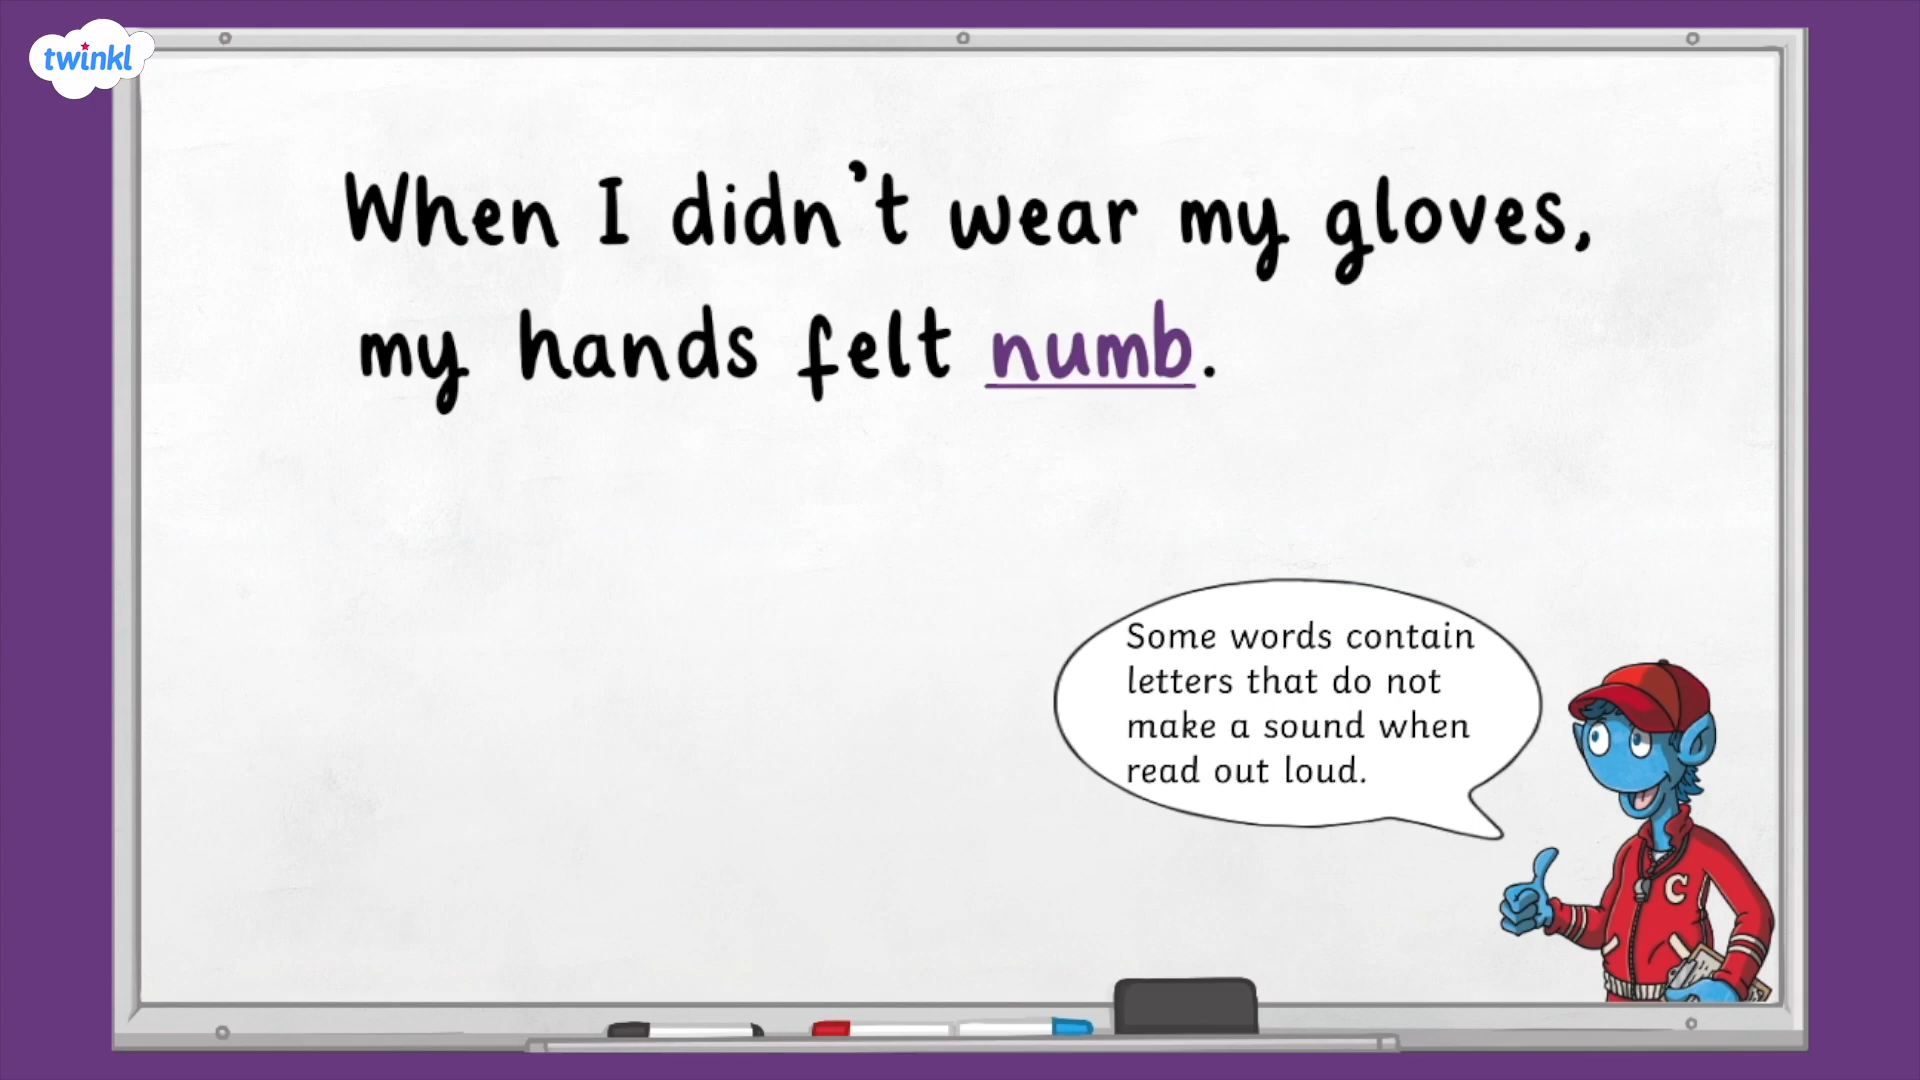 twinkl
When I didn't wear my gloves,
my hands felt numb.
Some words contain
letters that do not
make a sound when
read out loud.
C